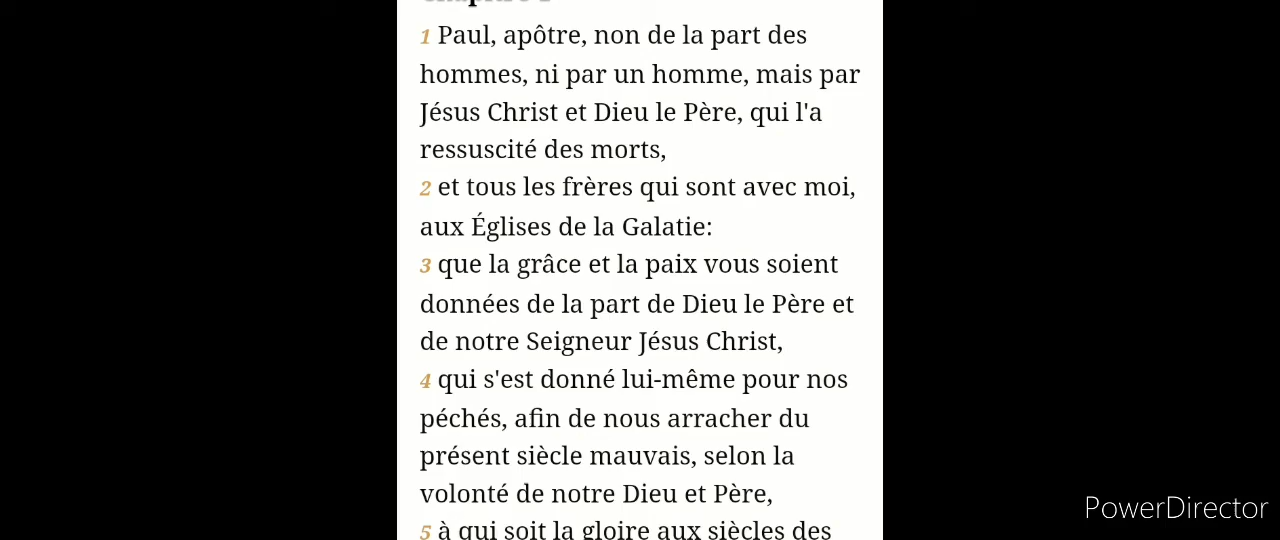 1 Paul, apôtre, non de la part des
hommes, ni par un homme, mais par
Jésus Christ et Dieu le Père, qui l'a
ressuscité des morts,
2 et tous les frères qui sont avec moi,
aux Églises de la Galatie:
3 que la grâce et la paix vous soient
données de la part de Dieu le Père et
de notre Seigneur Jésus Christ,
4 qui s'est donné lui-même pour nos
péchés, afin de nous arracher du
présent siècle mauvais, selon la
volonté de notre Dieu et Père,
5 à qui soit la gloire aux siècles des
PowerDirector